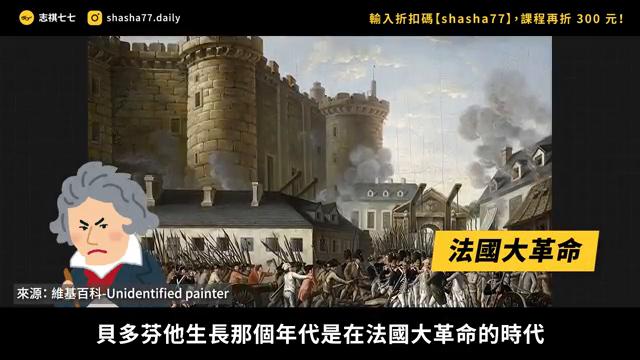 志祺七七 shasha77.daily
輸入折扣碼【shasha77】，課程再折 300 元！
法國大革命
來源：維基百科-Unidentified painter
貝多芬他生長那個年代是在法國大革命的時代